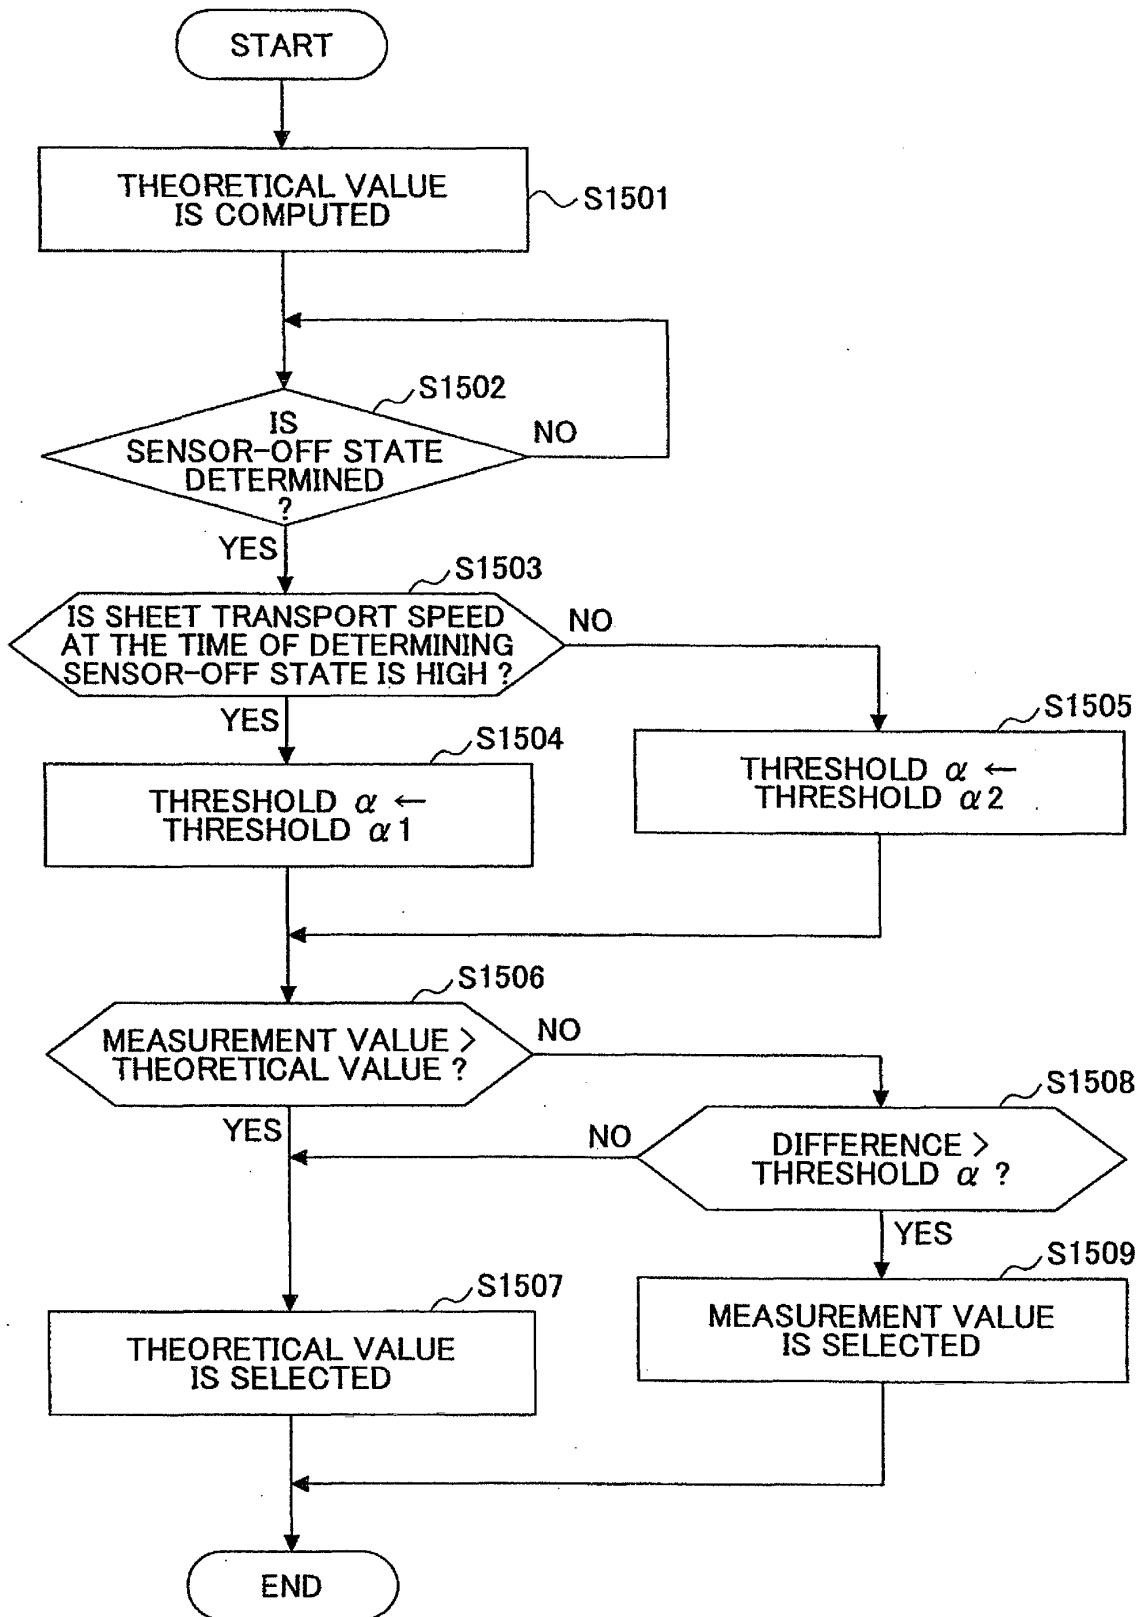 START
THEORETICAL VALUE
IS COMPUTED
S1501
S1502
IS
SENSOR-OFF STATE
DETERMINED
?
NO
YES
S1503
IS SHEET TRANSPORT SPEED
AT THE TIME OF DETERMINING
SENSOR-OFF STATE IS HIGH ?
NO
YES
S1504
THRESHOLD α ←
THRESHOLD α1
S1505
THRESHOLD α ←
THRESHOLD α2
S1506
MEASUREMENT VALUE >
THEORETICAL VALUE ?
NO
YES
S1508
DIFFERENCE >
THRESHOLD α ?
NO
YES
S1507
THEORETICAL VALUE
IS SELECTED
S1509
MEASUREMENT VALUE
IS SELECTED
END